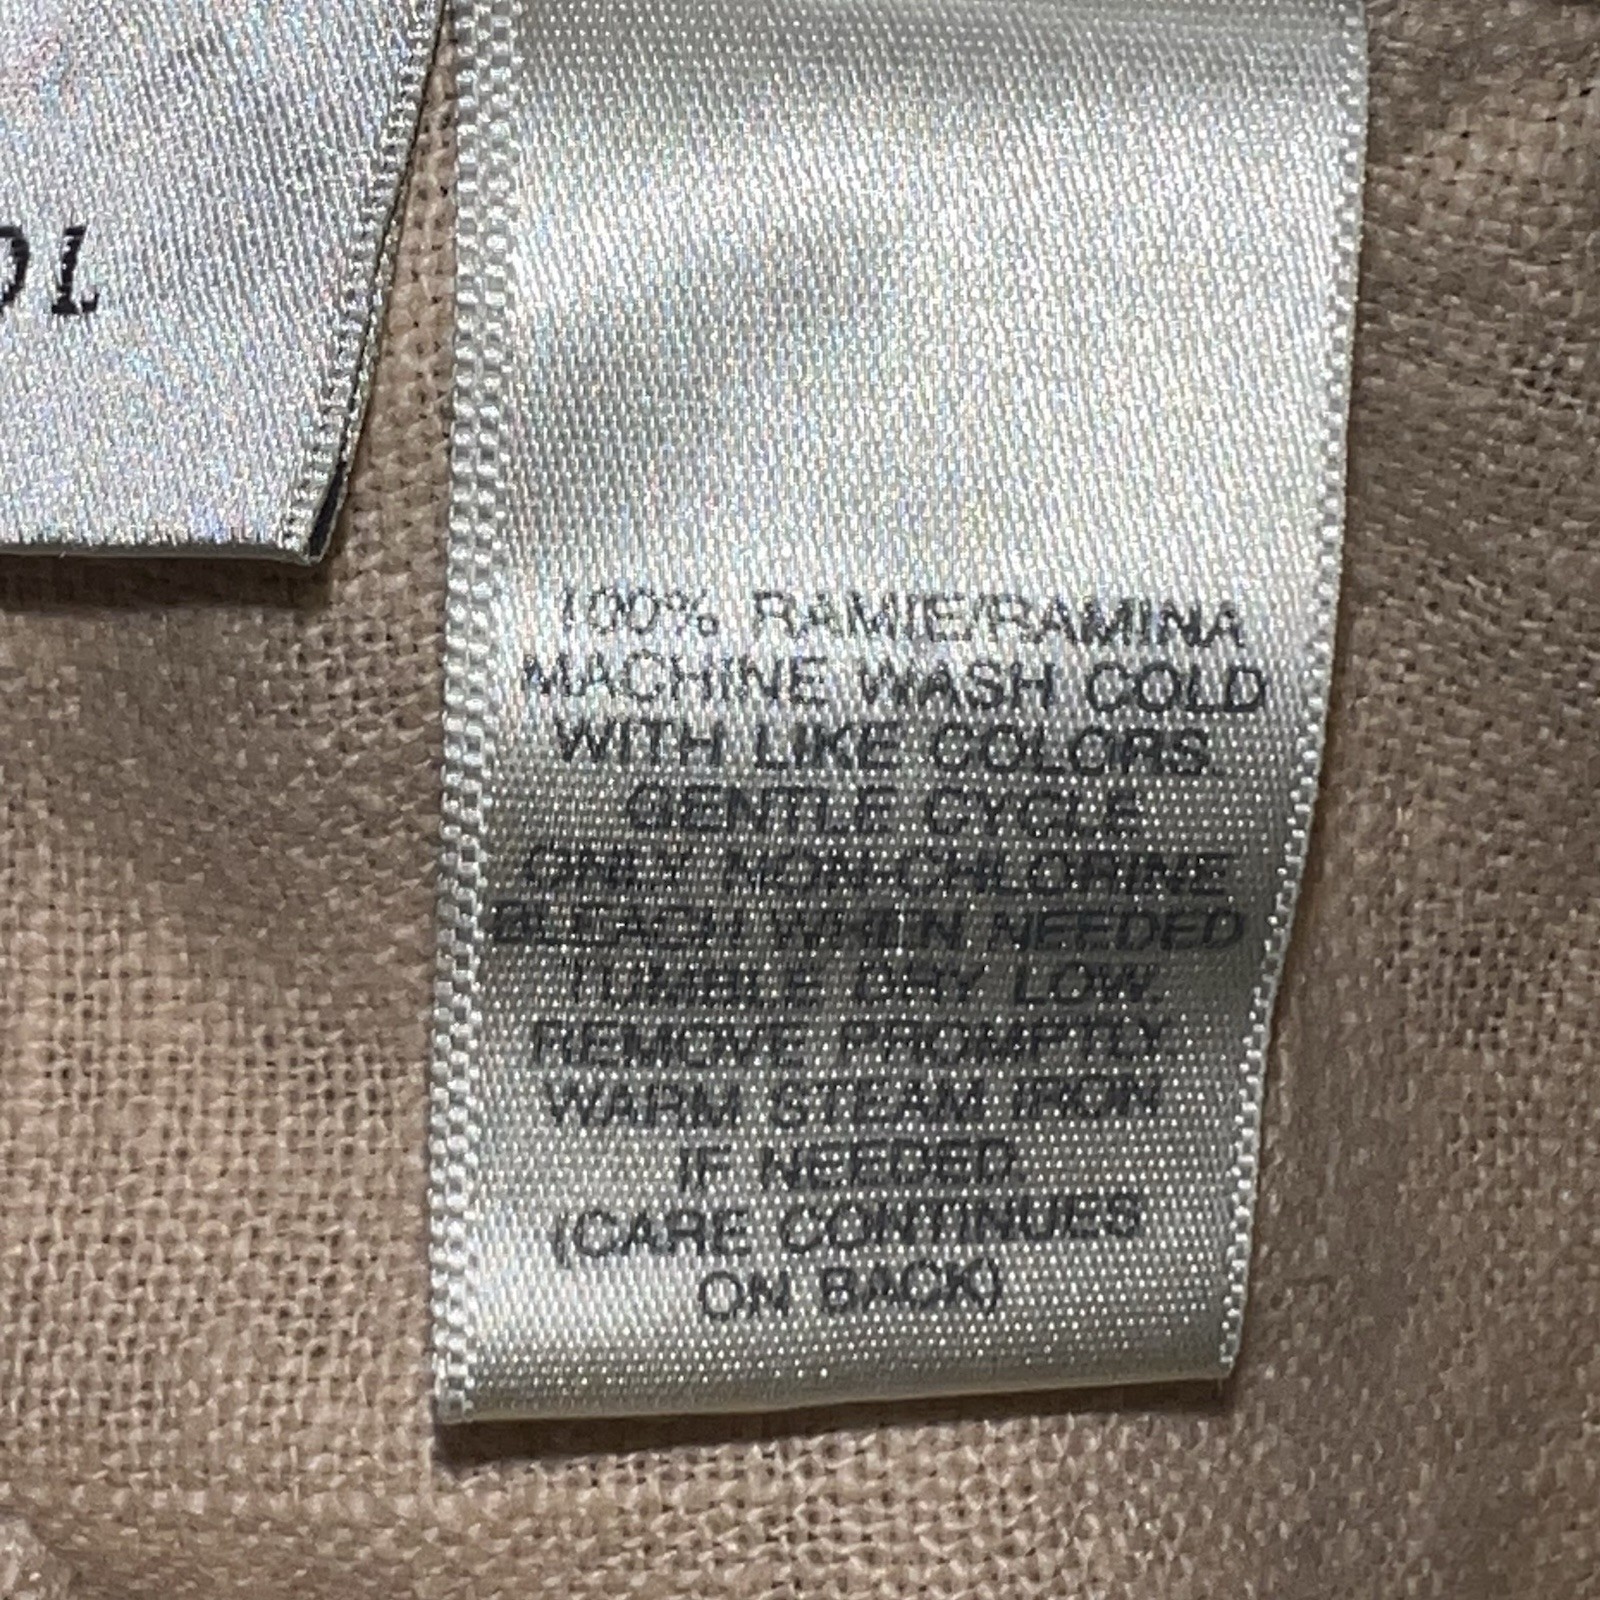 01
100% RAMIE/RAMINA
MACHINE WASH COLD
WITH LIKE COLORS.
GENTLE CYCLE.
ONLY NON-CHLORINE
BLEACH WHEN NEEDED
TUMBLE DRY LOW.
REMOVE PROMPTLY.
WARM STEAM IRON
IF NEEDED.
(CARE CONTINUES
ON BACK)